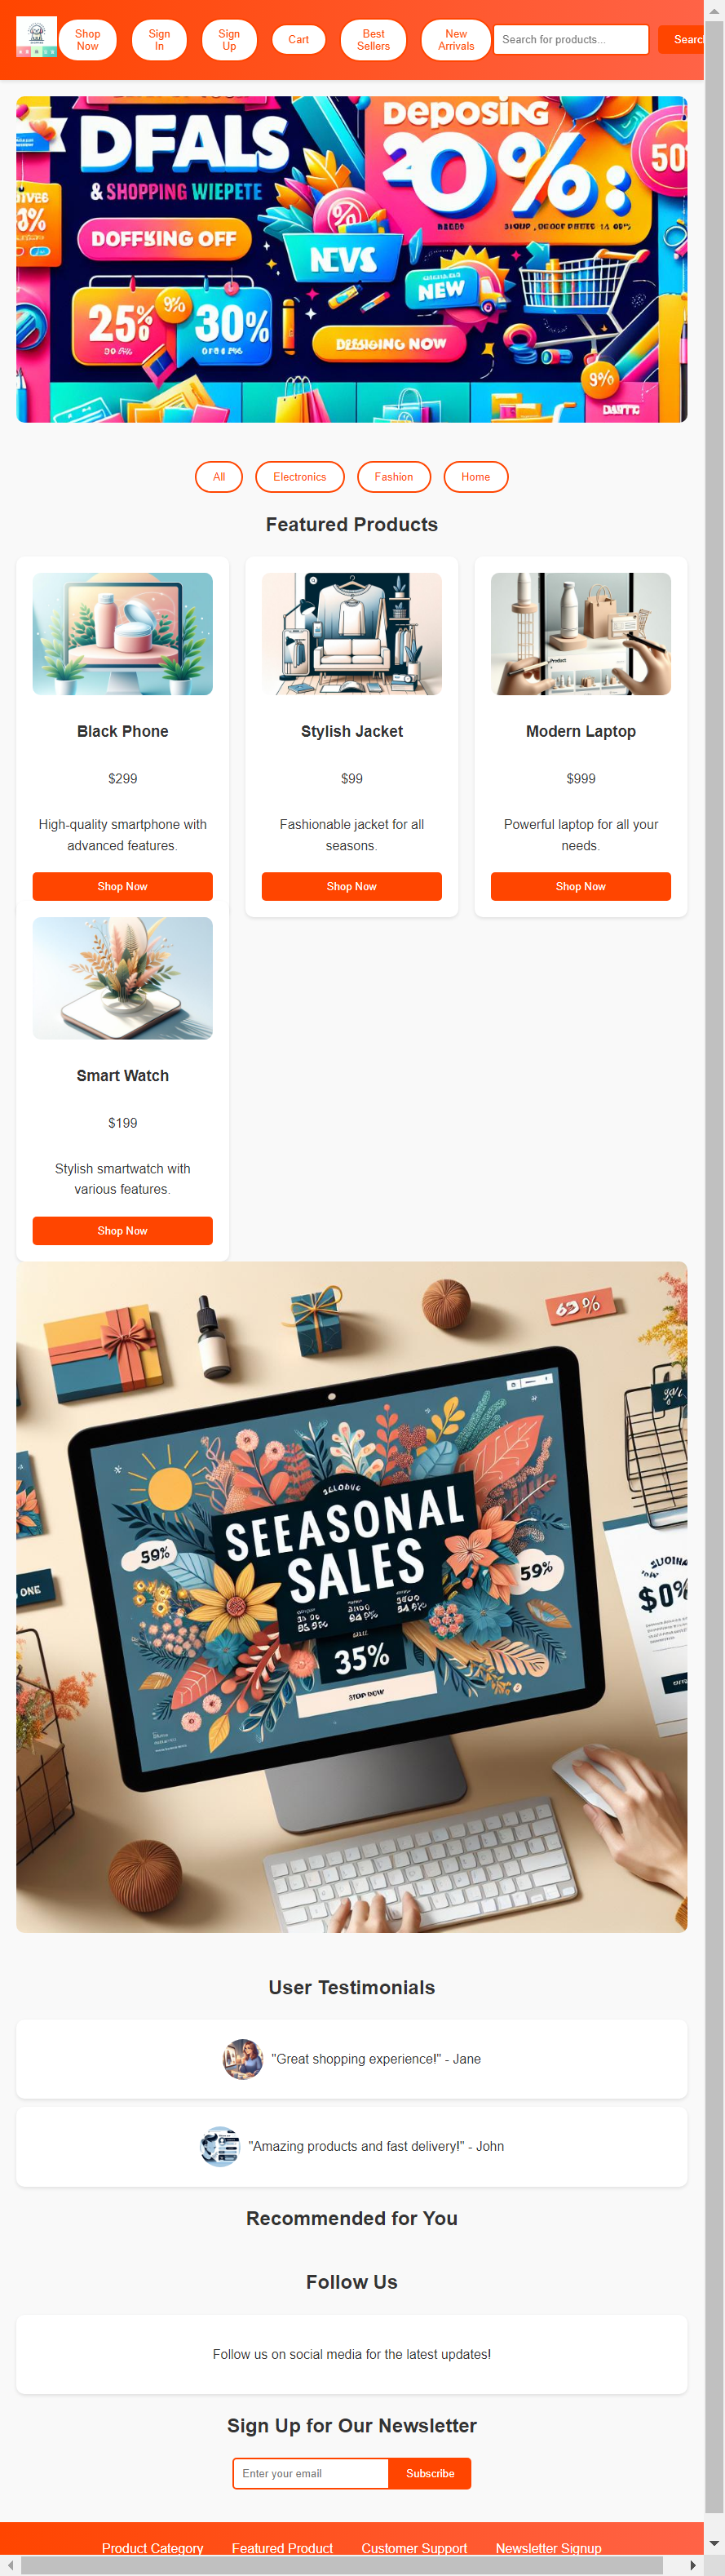 Shop Now
Sign In
Sign Up
Cart
Best Sellers
New Arrivals
Search for products...
Searc
DFALS
& SHOPPING WIEPETE
DOFFRING OFF
Deposing
20%:
50
NEVS
NEW
25%
9%
30%
9%
All
Electronics
Fashion
Home
Featured Products
Black Phone
$299
High-quality smartphone with
advanced features.
Shop Now
Stylish Jacket
$99
Fashionable jacket for all
seasons.
Shop Now
Modern Laptop
$999
Powerful laptop for all your
needs.
Shop Now
Smart Watch
$199
Stylish smartwatch with
various features.
Shop Now
63%
SEEASONAL
SALES
59%
59%
35%
ONE
$0%
User Testimonials
"Great shopping experience!" - Jane
"Amazing products and fast delivery!" - John
Recommended for You
Follow Us
Follow us on social media for the latest updates!
Sign Up for Our Newsletter
Enter your email
Subscribe
Product Category
Featured Product
Customer Support
Newsletter Signup